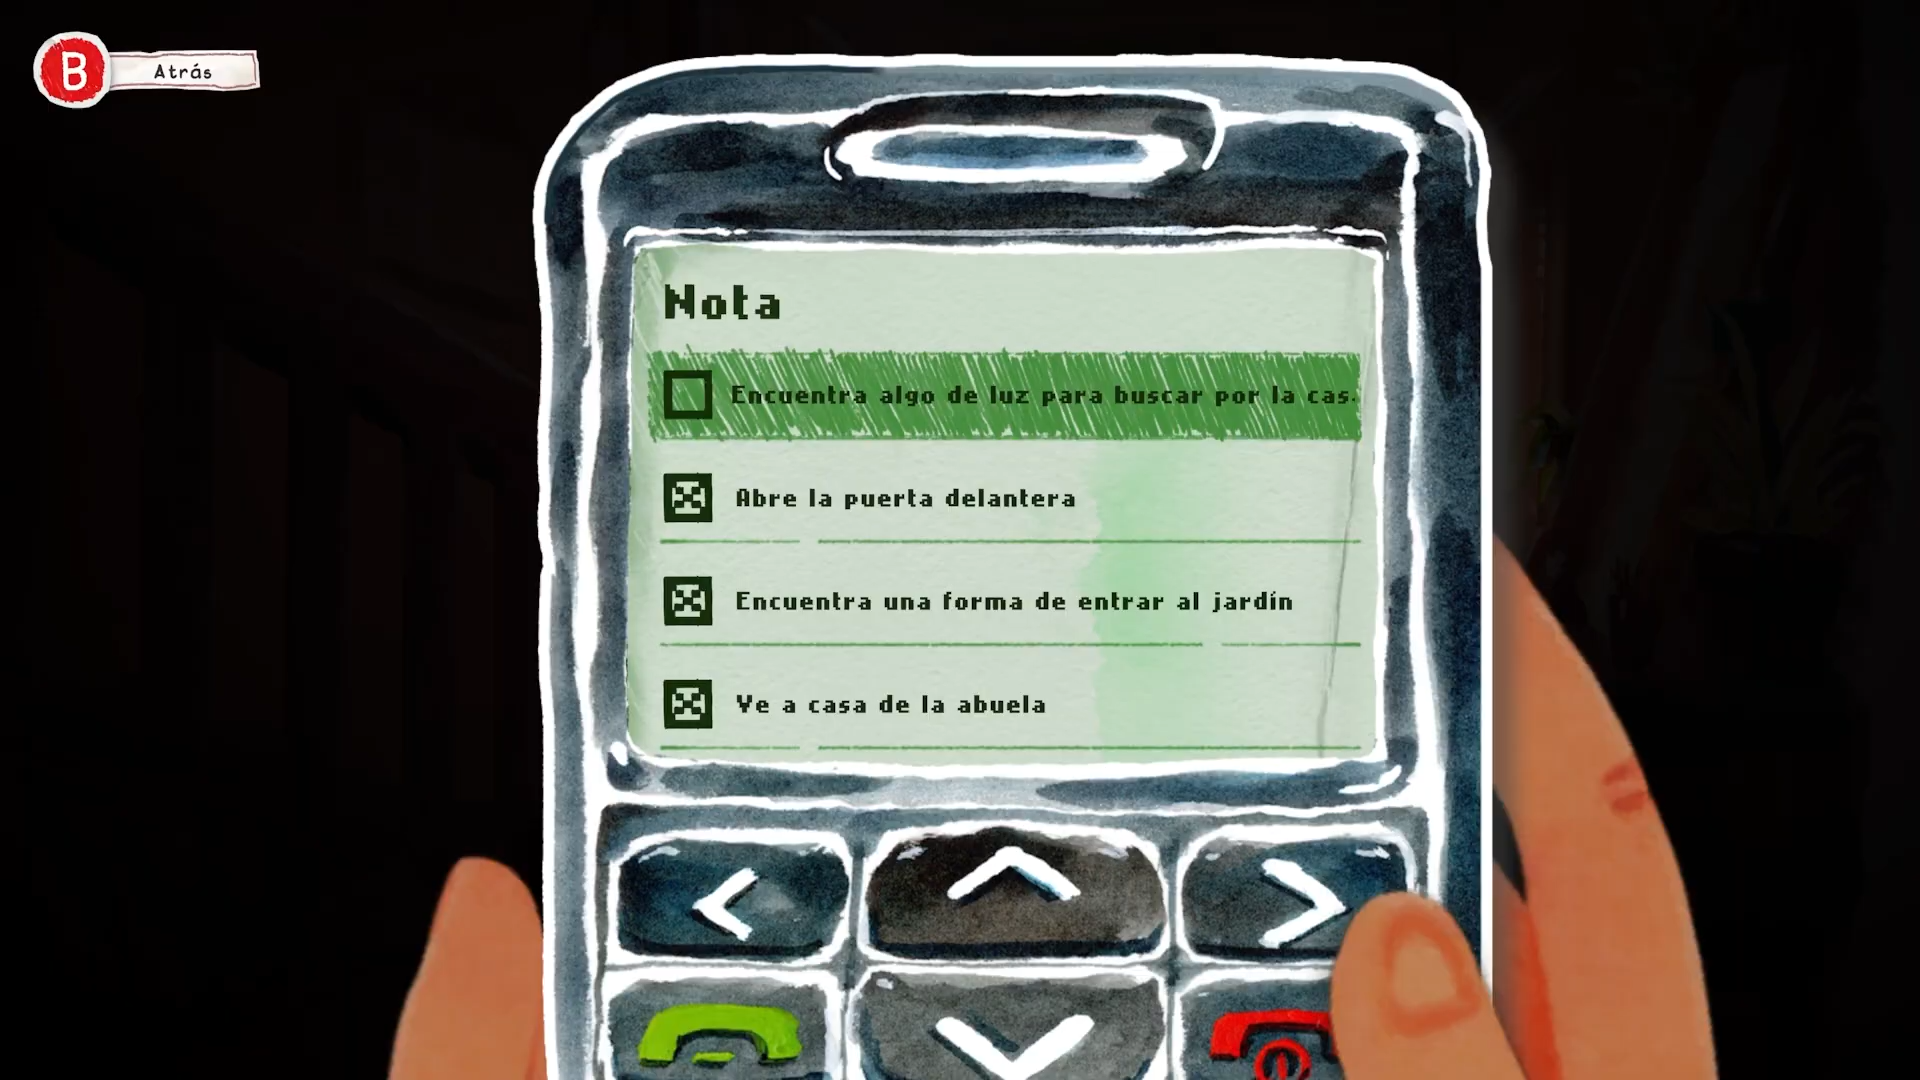 B
Atrás
Nota
Encuentra algo de luz para buscar por la cas
Abre la puerta delantera
Encuentra una forma de entrar al jardín
Ve a casa de la abuela